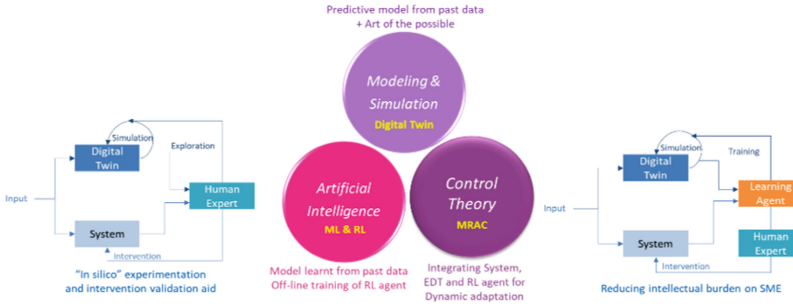 Predictive model from past data
+ Art of the possible
Modeling &
Simulation
Digital Twin
Artificial
Intelligence
ML & RL
Control
Theory
MRAC
Model learnt from past data
Off-line training of RL agent
Integrating System,
EDT and RL agent for
Dynamic adaptation
Simulation
Digital
Twin
Exploration
Input
Human
Expert
System
Intervention
"In silico" experimentation
and intervention validation aid
Simulation
Training
Digital
Twin
Learning
Agent
Input
System
Human
Expert
Intervention
Reducing intellectual burden on SME